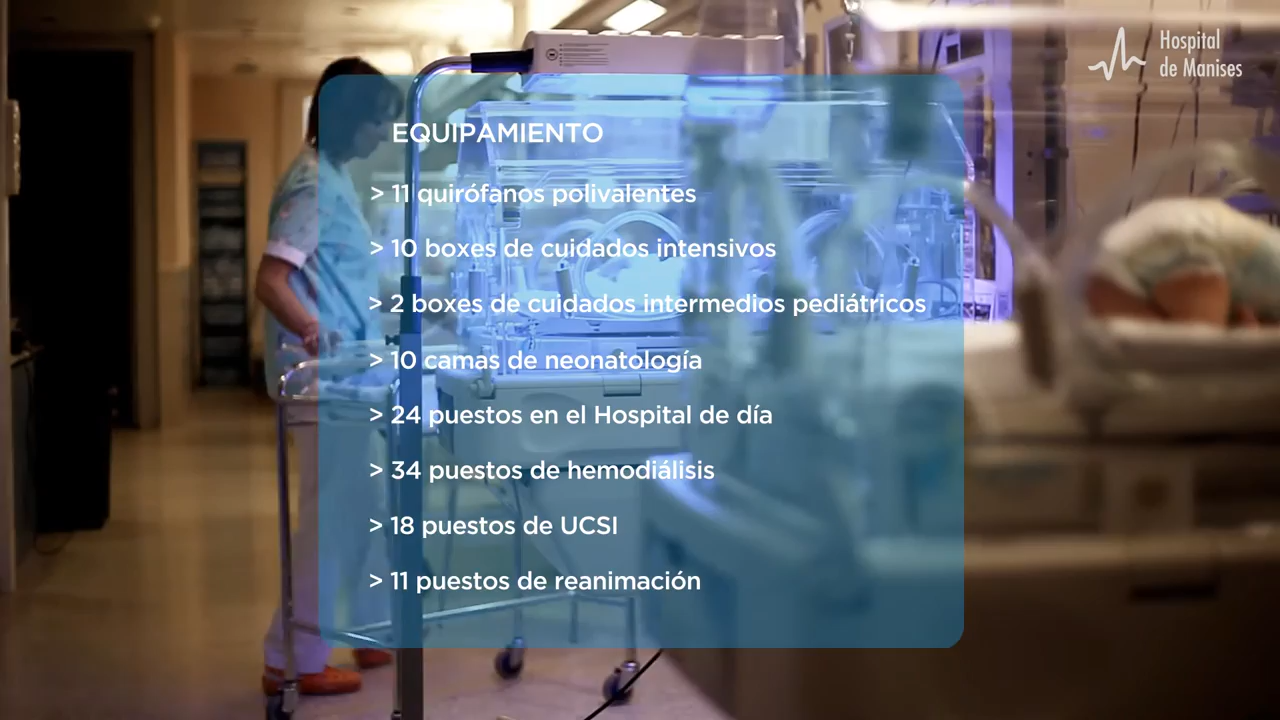 Hospital
de Manises
EQUIPAMIENTO
> 11 quirófanos polivalentes
> 10 boxes de cuidados intensivos
> 2 boxes de cuidados intermedios pediátricos
> 10 camas de neonatología
> 24 puestos en el Hospital de día
> 34 puestos de hemodiálisis
> 18 puestos de UCSI
> 11 puestos de reanimación